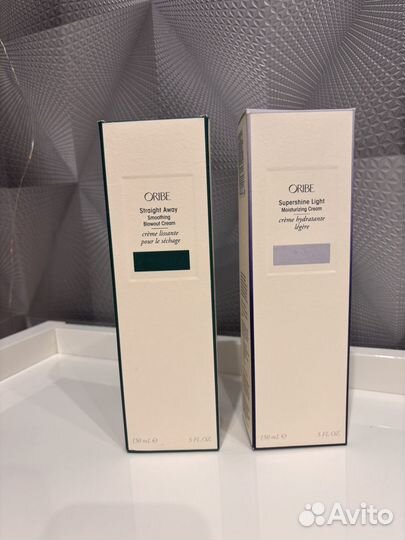 ORIBE
Straight Away
Smoothing
Blowout Cream
crème lissante
pour le séchage
150 mL ℮ 5 FL.OZ.
ORIBE
Supershine Light
Moisturizing Cream
crème hydratante
légère
150 mL ℮ 5 FL.OZ.
Avito